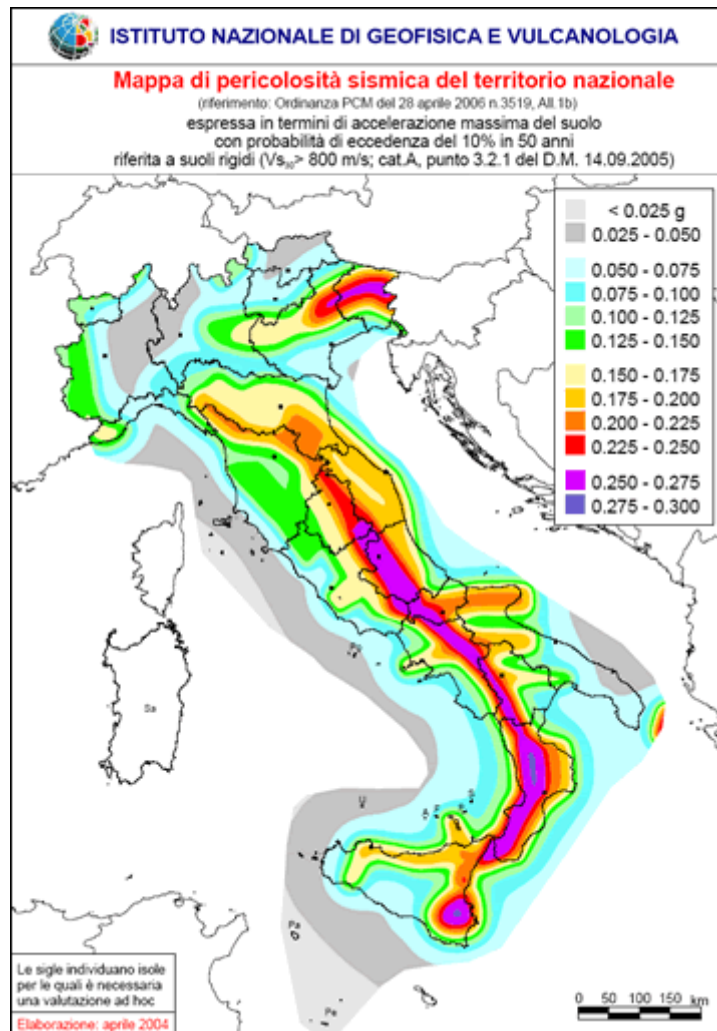 ISTITUTO NAZIONALE DI GEOFISICA E VULCANOLOGIA
Mappa di pericolosità sismica del territorio nazionale
(riferimento: Ordinanza PCM del 28 aprile 2006 n.3519, All.1b)
espressa in termini di accelerazione massima del suolo
con probabilità di eccedenza del 10% in 50 anni
riferita a suoli rigidi (Vs30> 800 m/s; cat.A, punto 3.2.1 del D.M. 14.09.2005)
< 0.025 g
0.025 - 0.050
0.050 - 0.075
0.075 - 0.100
0.100 - 0.125
0.125 - 0.150
0.150 - 0.175
0.175 - 0.200
0.200 - 0.225
0.225 - 0.250
0.250 - 0.275
0.275 - 0.300
Sa
U
Pa
Pe
Le sigle individuano isole
per le quali è necessaria
una valutazione ad hoc
Elaborazione: aprile 2004
0 50 100 150 200
km